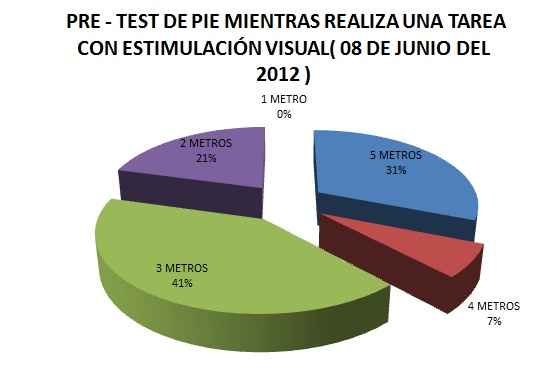 PRE - TEST DE PIE MIENTRAS REALIZA UNA TAREA
CON ESTIMULACIÓN VISUAL( 08 DE JUNIO DEL
2012 )
1 METRO
0%
2 METROS
21%
5 METROS
31%
3 METROS
41%
4 METROS
7%